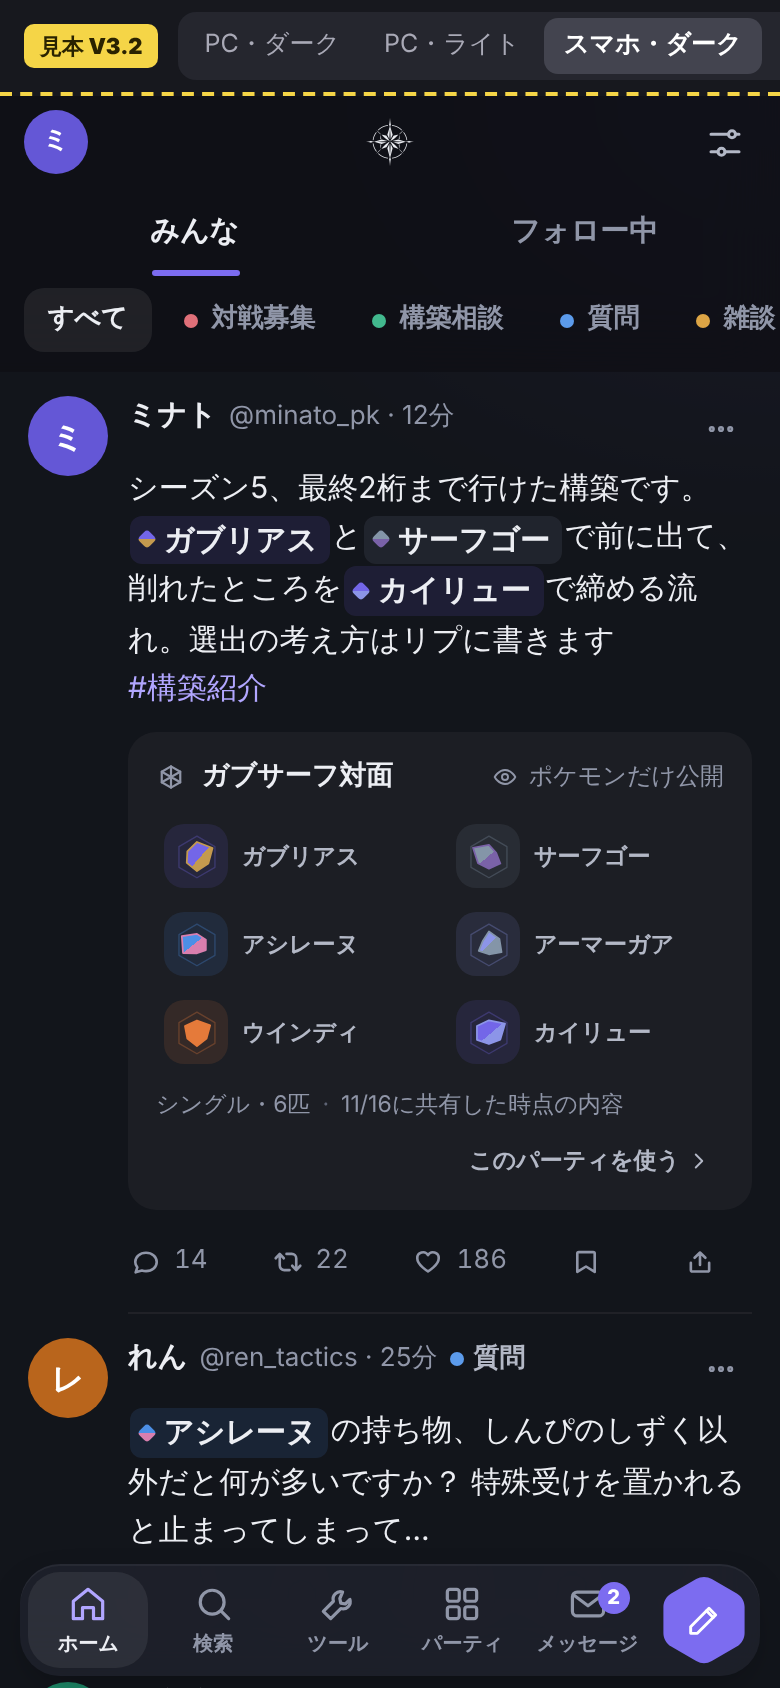 見本 V3.2
PC・ダーク
PC・ライト
スマホ・ダーク
ミ
みんな
フォロー中
すべて
対戦募集
構築相談
質問
雑談
ミ
ミナト @minato_pk · 12分
シーズン5、最終2桁まで行けた構築です。
ガブリアス と サーフゴー で前に出て、
削れたところを カイリュー で締める流
れ。選出の考え方はリプに書きます
#構築紹介
ガブサーフ対面
ポケモンだけ公開
ガブリアス
サーフゴー
アシレーヌ
アーマーガア
ウインディ
カイリュー
シングル・6匹 · 11/16に共有した時点の内容
このパーティを使う
14
22
186
レ
れん @ren_tactics · 25分 質問
アシレーヌ の持ち物、しんぴのしずく以
外だと何が多いですか？ 特殊受けを置かれる
と止まってしまって...
ホーム
検索
ツール
パーティ
メッセージ
2